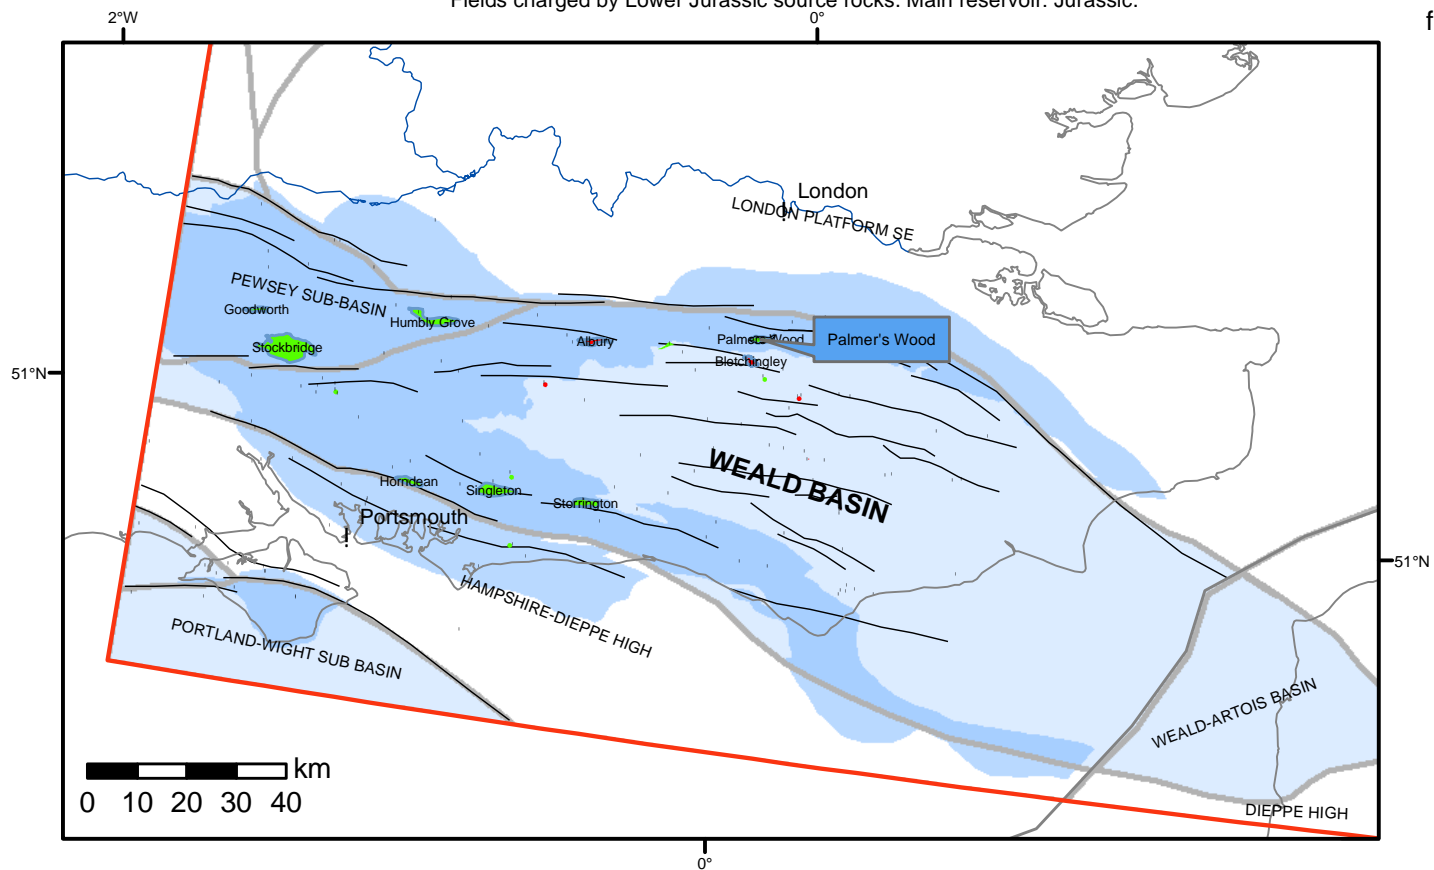 Fields charged by Lower Jurassic source rocks. Main reservoir: Jurassic.
f
2°W
0°
London
LONDON PLATFORM SE
PEWSEY SUB-BASIN
Goodworth
Humbly Grove
Stockbridge
Albury
Palmer's Wood
Palmer's Wood
Bletchingley
51°N
WEALD BASIN
Horndean
Singleton
Storrington
Portsmouth
51°N
HAMPSHIRE-DIEPPE HIGH
PORTLAND-WIGHT SUB BASIN
WEALD-ARTOIS BASIN
km
0 10 20 30 40
DIEPPE HIGH
0°